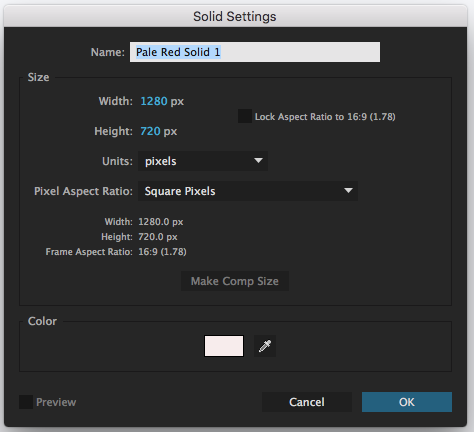 Solid Settings
Name: Pale Red Solid 1
Size
Width: 1280 px
Lock Aspect Ratio to 16:9 (1.78)
Height: 720 px
Units: pixels
Pixel Aspect Ratio: Square Pixels
Width: 1280.0 px
Height: 720.0 px
Frame Aspect Ratio: 16:9 (1.78)
Make Comp Size
Color
Preview Cancel OK